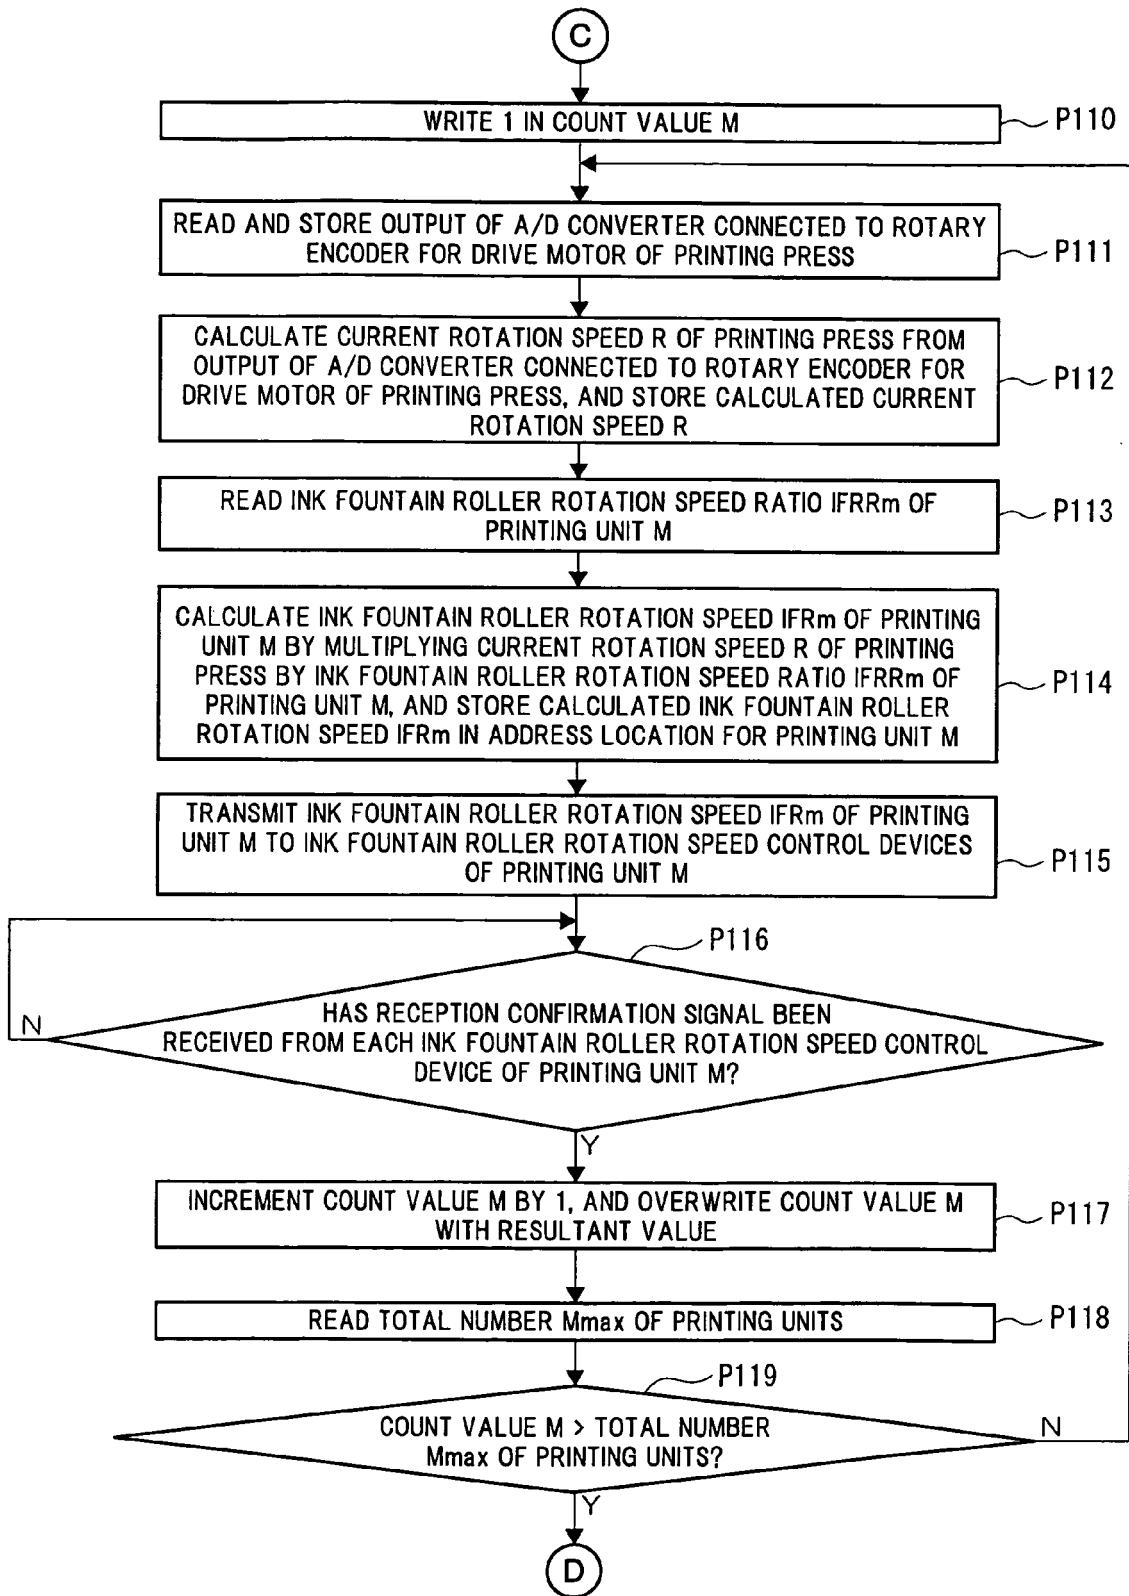 C
WRITE 1 IN COUNT VALUE M
P110
READ AND STORE OUTPUT OF A/D CONVERTER CONNECTED TO ROTARY
ENCODER FOR DRIVE MOTOR OF PRINTING PRESS
P111
CALCULATE CURRENT ROTATION SPEED R OF PRINTING PRESS FROM
OUTPUT OF A/D CONVERTER CONNECTED TO ROTARY ENCODER FOR
DRIVE MOTOR OF PRINTING PRESS, AND STORE CALCULATED CURRENT
ROTATION SPEED R
P112
READ INK FOUNTAIN ROLLER ROTATION SPEED RATIO IFRRm OF
PRINTING UNIT M
P113
CALCULATE INK FOUNTAIN ROLLER ROTATION SPEED IFRm OF PRINTING
UNIT M BY MULTIPLYING CURRENT ROTATION SPEED R OF PRINTING
PRESS BY INK FOUNTAIN ROLLER ROTATION SPEED RATIO IFRRm OF
PRINTING UNIT M, AND STORE CALCULATED INK FOUNTAIN ROLLER
ROTATION SPEED IFRm IN ADDRESS LOCATION FOR PRINTING UNIT M
P114
TRANSMIT INK FOUNTAIN ROLLER ROTATION SPEED IFRm OF PRINTING
UNIT M TO INK FOUNTAIN ROLLER ROTATION SPEED CONTROL DEVICES
OF PRINTING UNIT M
P115
P116
HAS RECEPTION CONFIRMATION SIGNAL BEEN
RECEIVED FROM EACH INK FOUNTAIN ROLLER ROTATION SPEED CONTROL
DEVICE OF PRINTING UNIT M?
N
Y
INCREMENT COUNT VALUE M BY 1, AND OVERWRITE COUNT VALUE M
WITH RESULTANT VALUE
P117
READ TOTAL NUMBER Mmax OF PRINTING UNITS
P118
P119
COUNT VALUE M > TOTAL NUMBER
Mmax OF PRINTING UNITS?
N
Y
D